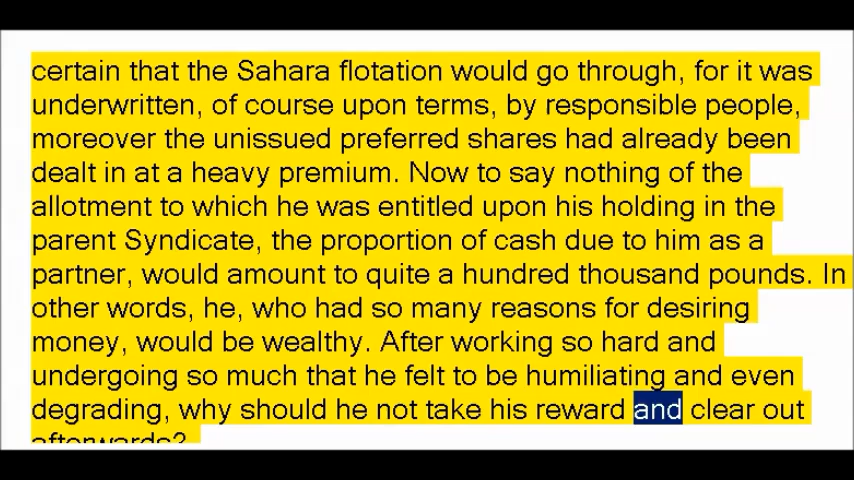 certain that the Sahara flotation would go through, for it was
underwritten, of course upon terms, by responsible people,
moreover the unissued preferred shares had already been
dealt in at a heavy premium. Now to say nothing of the
allotment to which he was entitled upon his holding in the
parent Syndicate, the proportion of cash due to him as a
partner, would amount to quite a hundred thousand pounds. In
other words, he, who had so many reasons for desiring
money, would be wealthy. After working so hard and
undergoing so much that he felt to be humiliating and even
degrading, why should he not take his reward and clear out
afterwards?